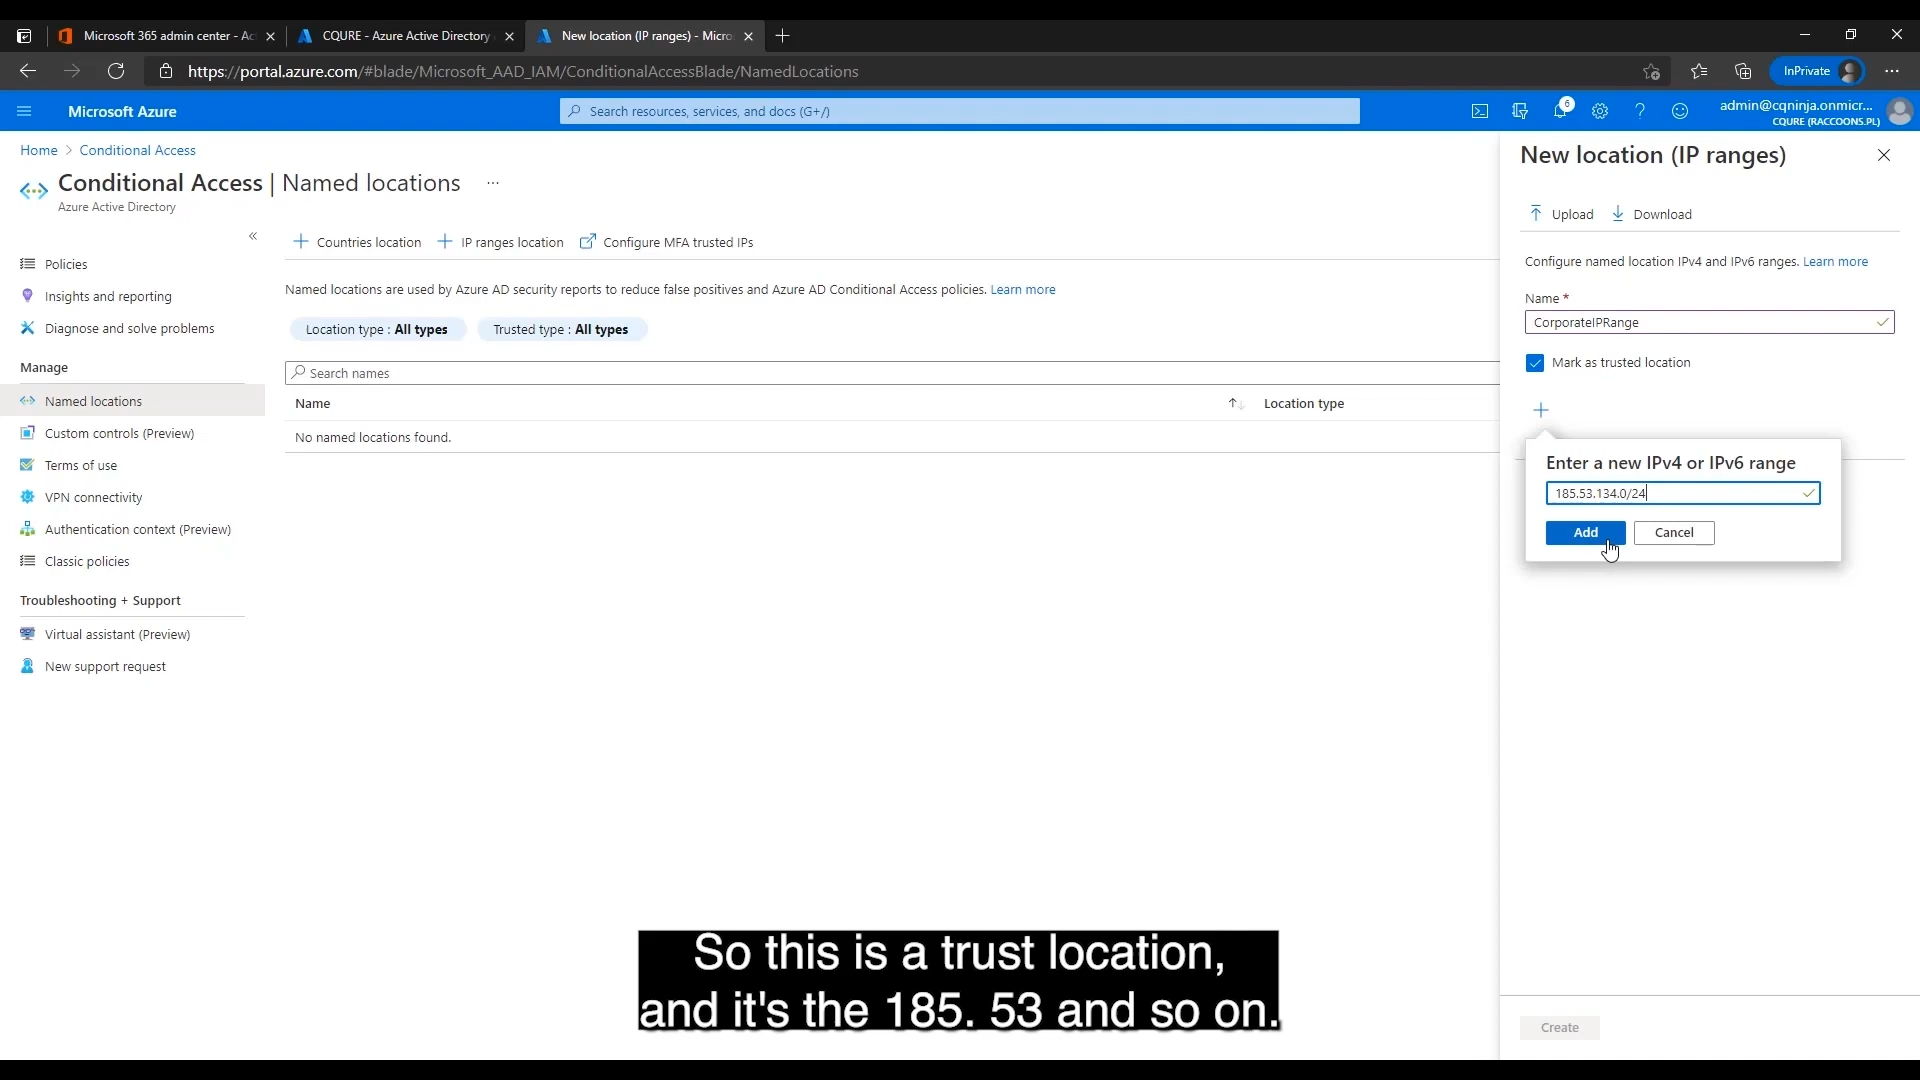 Microsoft 365 admin center - Ac
CQURE - Azure Active Directory
New location (IP ranges) - Micro
https://portal.azure.com/#blade/Microsoft_AAD_IAM/ConditionalAccessBlade/NamedLocations
InPrivate
Microsoft Azure
Search resources, services, and docs (G+/)
6
admin@cqninja.onmicr...
CQURE (RACCOONS.PL)
Home > Conditional Access
Conditional Access | Named locations ...
Azure Active Directory
Policies
Insights and reporting
Diagnose and solve problems
Manage
Named locations
Custom controls (Preview)
Terms of use
VPN connectivity
Authentication context (Preview)
Classic policies
Troubleshooting + Support
Virtual assistant (Preview)
New support request
Countries location
IP ranges location
Configure MFA trusted IPs
Named locations are used by Azure AD security reports to reduce false positives and Azure AD Conditional Access policies. Learn more
Location type : All types
Trusted type : All types
Search names
Name
Location type
No named locations found.
New location (IP ranges)
Upload
Download
Configure named location IPv4 and IPv6 ranges. Learn more
Name *
CorporateIPRange
Mark as trusted location
Enter a new IPv4 or IPv6 range
185.53.134.0/24
Add
Cancel
Create
So this is a trust location,
and it's the 185. 53 and so on.